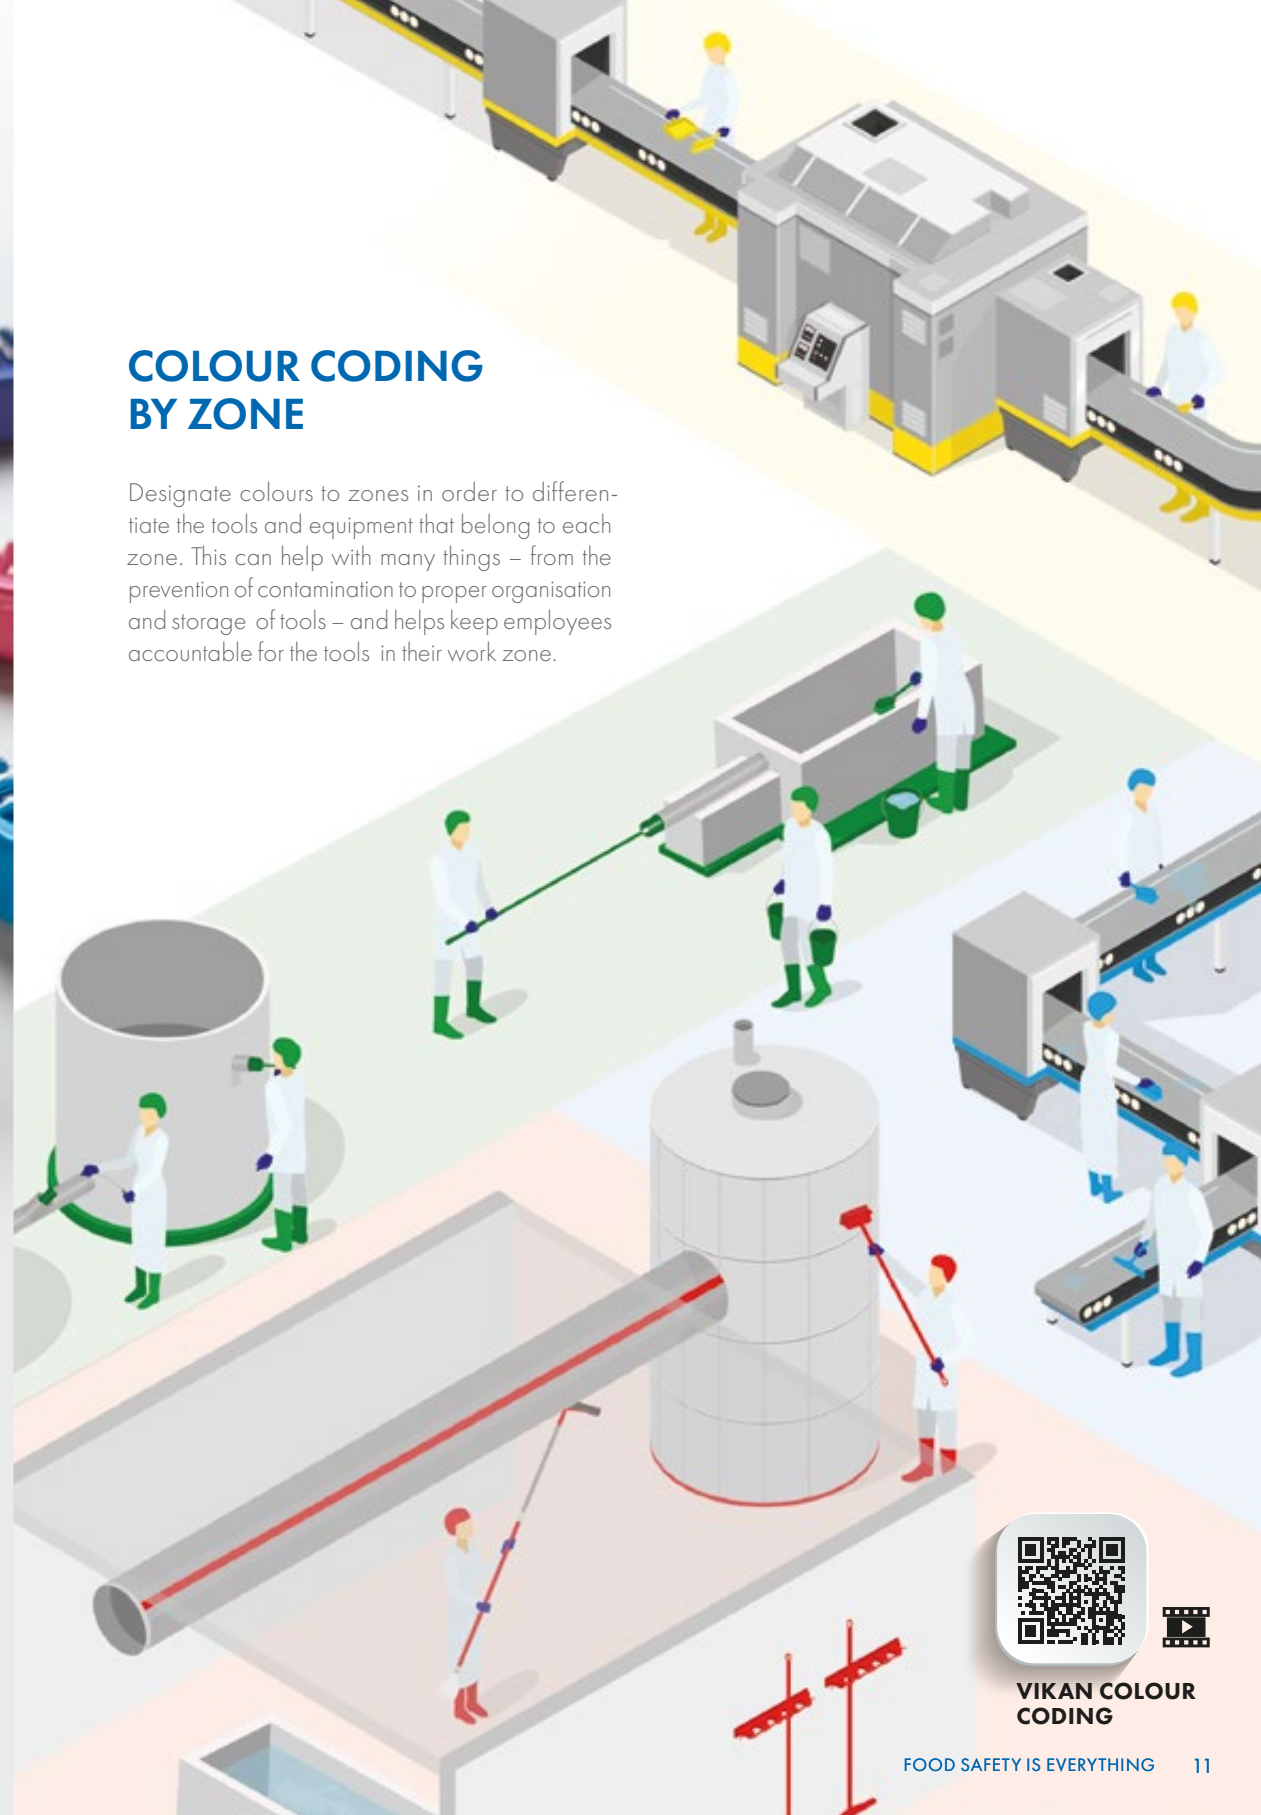 COLOUR CODING
BY ZONE
Designate colours to zones in order to differen-
tiate the tools and equipment that belong to each
zone. This can help with many things – from the
prevention of contamination to proper organisation
and storage of tools – and helps keep employees
accountable for the tools in their work zone.
VIKAN COLOUR
CODING
FOOD SAFETY IS EVERYTHING 11